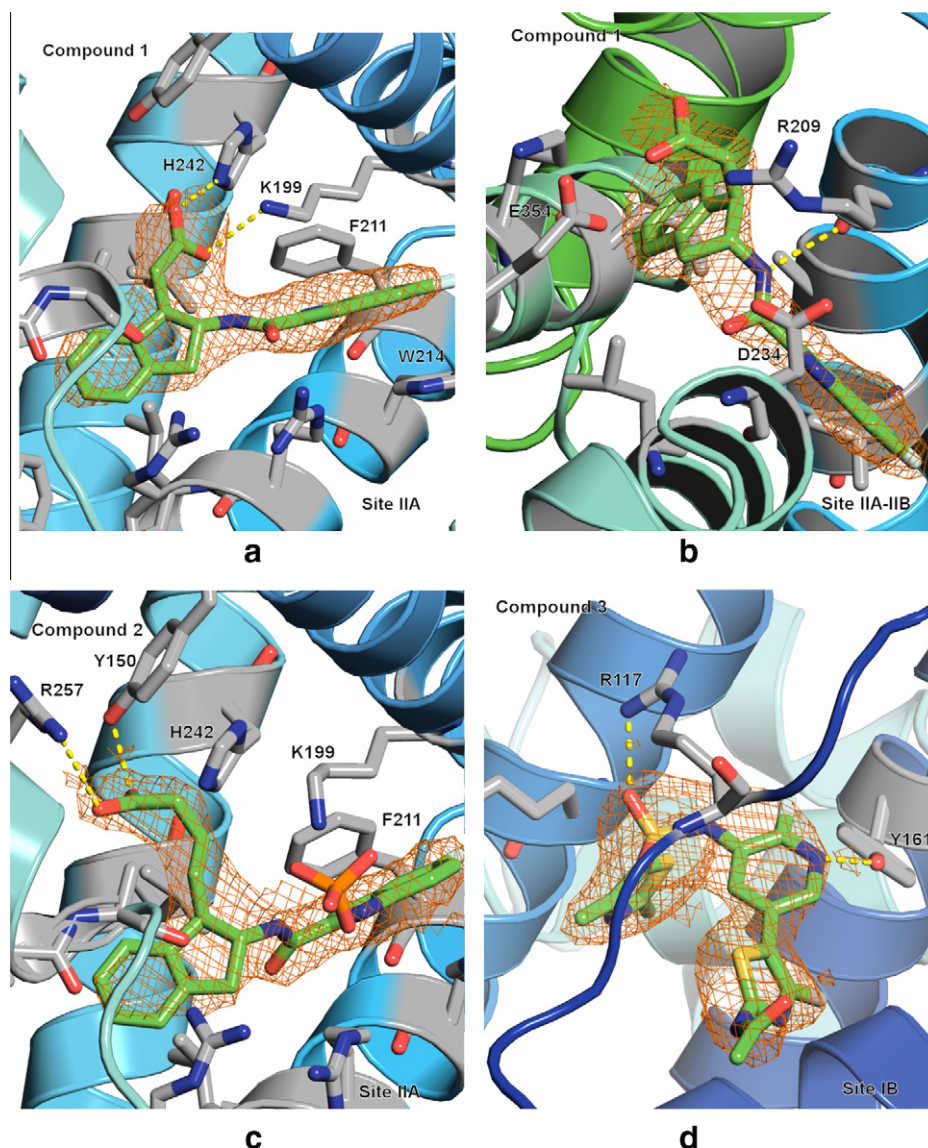 Compound 1
H242
K199
F211
W214
Site IIA
a
Compound 1
R209
E354
D234
Site IIA-IIB
b
Compound 2
Y150
R257
H242
K199
F211
Site IIA
c
Compound 3
R117
Y161
Site IB
d